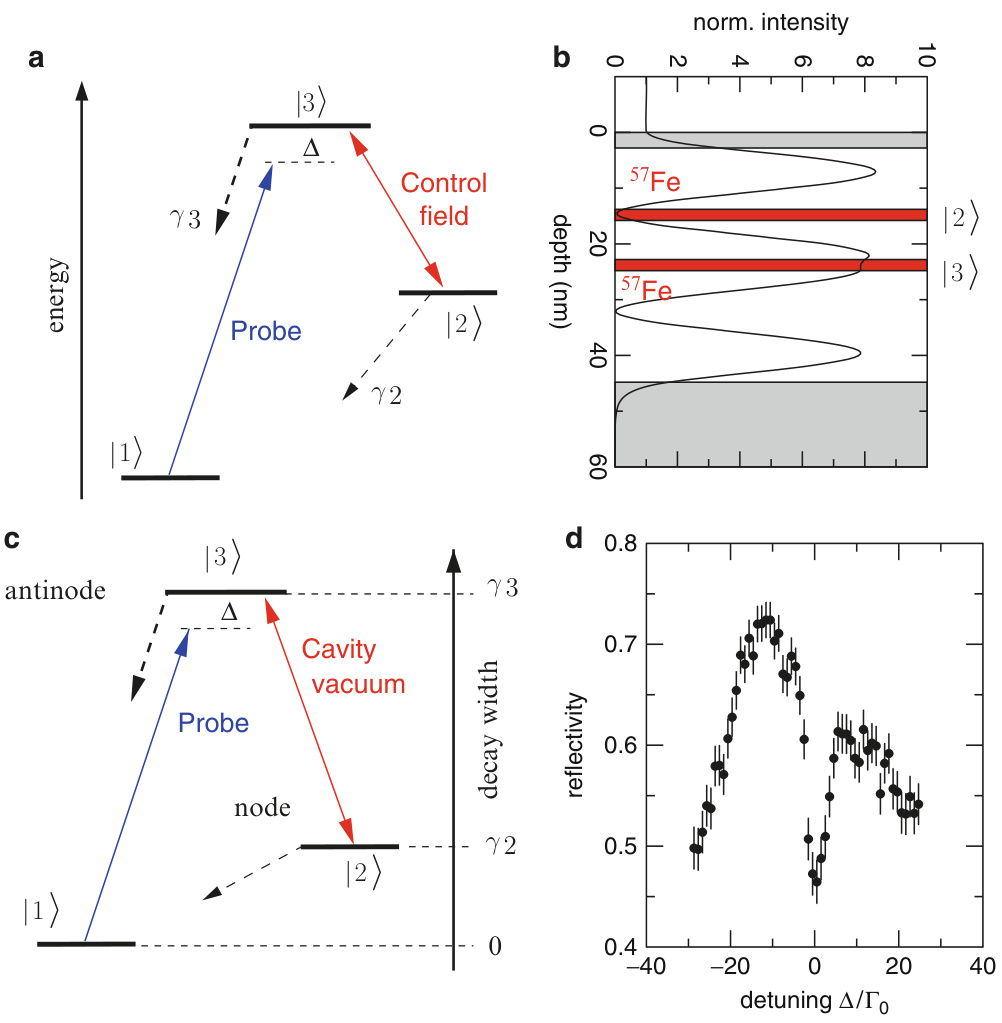 a
energy
|3⟩
Δ
γ3
Control
field
Probe
|2⟩
γ2
|1⟩
b
norm. intensity
0 2 4 6 8 10
depth (nm)
0
20
40
60
⁵⁷Fe
⁵⁷Fe
|2⟩
|3⟩
c
antinode
|3⟩
Δ
Cavity
vacuum
Probe
node
|2⟩
|1⟩
decay width
γ3
γ2
0
d
reflectivity
0.8
0.7
0.6
0.5
0.4
−40 −20 0 20 40
detuning Δ/Γ₀